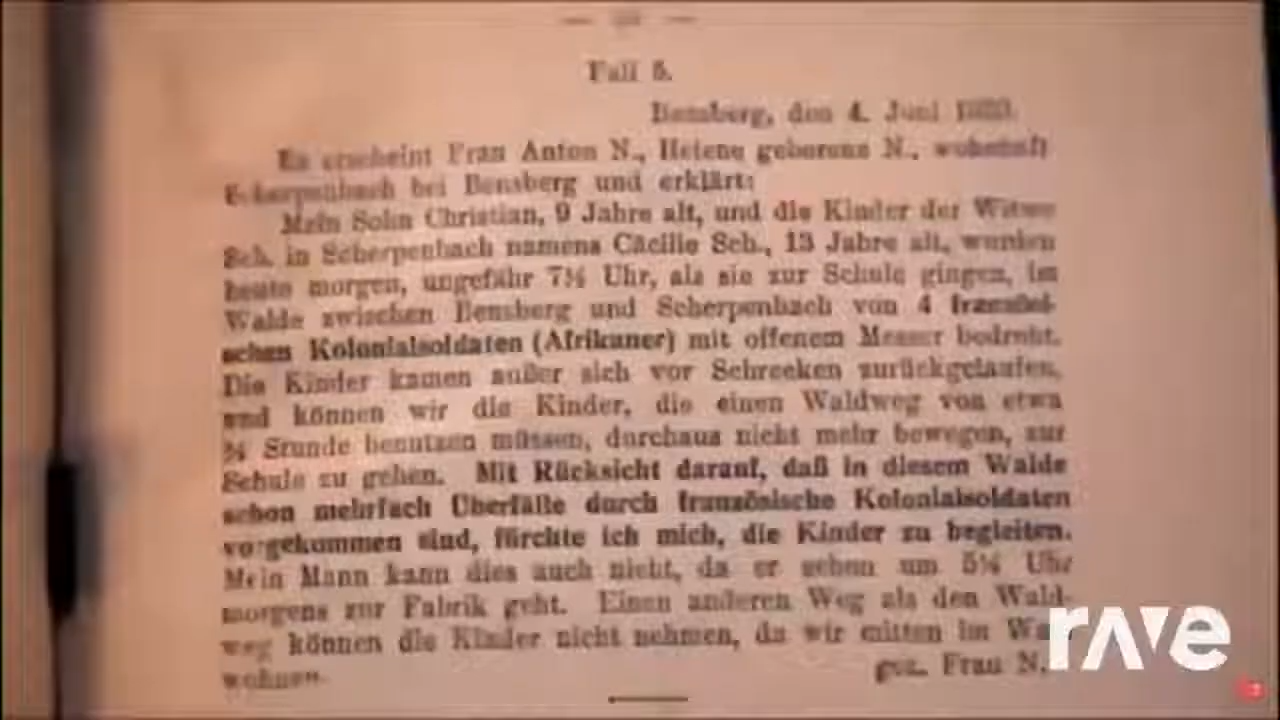 Fall 5.
Bensberg, den 4. Juni
Es erscheint Frau Anton N., Helene geborene N., wohnhaft
Scherpenbach bei Bensberg und erklärt:
Mein Sohn Christian, 9 Jahre alt, und die Kinder der Witwe
Sch. in Scherpenbach namens Cäcilie Sch., 13 Jahre alt, wurden
heute morgen, ungefähr 7¾ Uhr, als sie zur Schule gingen, im
Walde zwischen Bensberg und Scherpenbach von 4 französi-
schen Kolonialsoldaten (Afrikaner) mit offenem Messer bedroht.
Die Kinder kamen außer sich vor Schrecken zurückgelaufen,
und können wir die Kinder, die einen Waldweg von etwa
¾ Stunde benutzen müssen, durchaus nicht mehr bewegen, zur
Schule zu gehen. Mit Rücksicht darauf, daß in diesem Walde
schon mehrfach Überfälle durch französische Kolonialsoldaten
vorgekommen sind, fürchte ich mich, die Kinder zu begleiten.
Mein Mann kann dies auch nicht, da er schon um 5¼ Uhr
morgens zur Fabrik geht. Einen anderen Weg als den Wald-
weg können die Kinder nicht nehmen, da wir mitten im
wohnen.
gez. Frau N.
rave